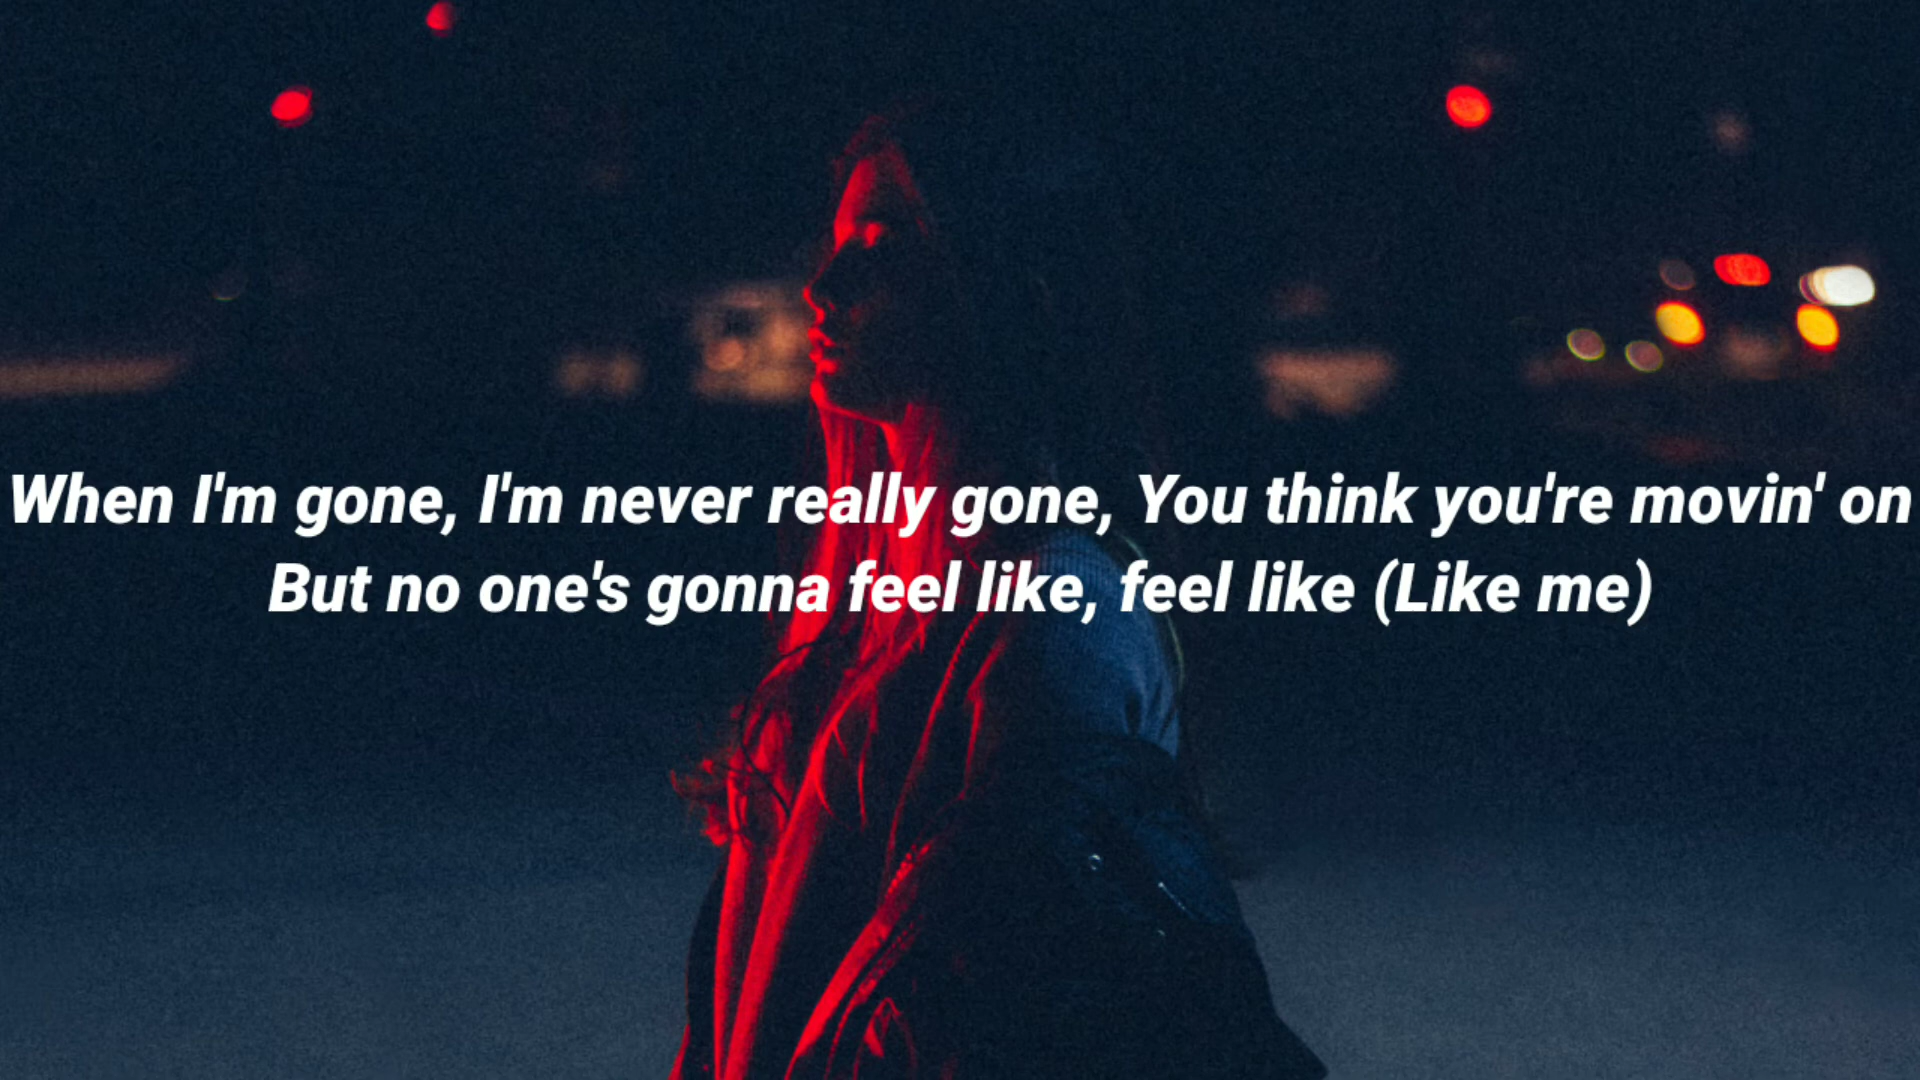 When I'm gone, I'm never really gone, You think you're movin' on
But no one's gonna feel like, feel like (Like me)